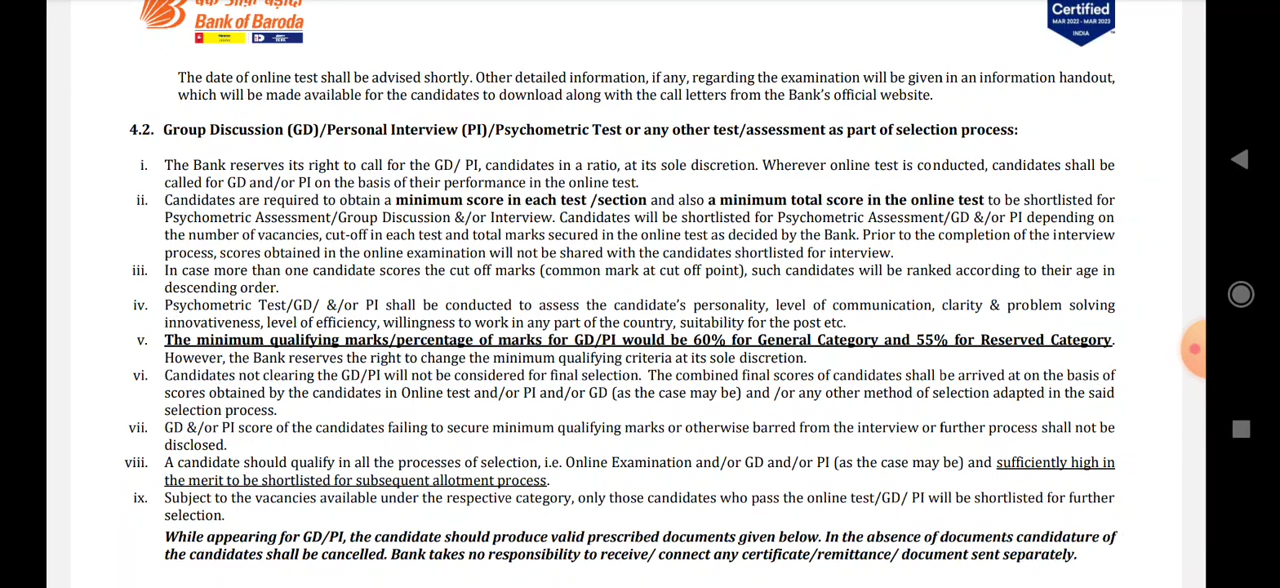 Bank of Baroda
Certified
MAR 2022 - MAR 2023
INDIA
The date of online test shall be advised shortly. Other detailed information, if any, regarding the examination will be given in an information handout,
which will be made available for the candidates to download along with the call letters from the Bank's official website.
4.2. Group Discussion (GD)/Personal Interview (PI)/Psychometric Test or any other test/assessment as part of selection process:
i. The Bank reserves its right to call for the GD/ PI, candidates in a ratio, at its sole discretion. Wherever online test is conducted, candidates shall be
called for GD and/or PI on the basis of their performance in the online test.
ii. Candidates are required to obtain a minimum score in each test /section and also a minimum total score in the online test to be shortlisted for
Psychometric Assessment/Group Discussion &/or Interview. Candidates will be shortlisted for Psychometric Assessment/GD &/or PI depending on
the number of vacancies, cut-off in each test and total marks secured in the online test as decided by the Bank. Prior to the completion of the interview
process, scores obtained in the online examination will not be shared with the candidates shortlisted for interview.
iii. In case more than one candidate scores the cut off marks (common mark at cut off point), such candidates will be ranked according to their age in
descending order.
iv. Psychometric Test/GD/ &/or PI shall be conducted to assess the candidate's personality, level of communication, clarity & problem solving
innovativeness, level of efficiency, willingness to work in any part of the country, suitability for the post etc.
v. The minimum qualifying marks/percentage of marks for GD/PI would be 60% for General Category and 55% for Reserved Category.
However, the Bank reserves the right to change the minimum qualifying criteria at its sole discretion.
vi. Candidates not clearing the GD/PI will not be considered for final selection. The combined final scores of candidates shall be arrived at on the basis of
scores obtained by the candidates in Online test and/or PI and/or GD (as the case may be) and /or any other method of selection adapted in the said
selection process.
vii. GD &/or PI score of the candidates failing to secure minimum qualifying marks or otherwise barred from the interview or further process shall not be
disclosed.
viii. A candidate should qualify in all the processes of selection, i.e. Online Examination and/or GD and/or PI (as the case may be) and sufficiently high in
the merit to be shortlisted for subsequent allotment process.
ix. Subject to the vacancies available under the respective category, only those candidates who pass the online test/GD/ PI will be shortlisted for further
selection.
While appearing for GD/PI, the candidate should produce valid prescribed documents given below. In the absence of documents candidature of
the candidates shall be cancelled. Bank takes no responsibility to receive/ connect any certificate/remittance/ document sent separately.